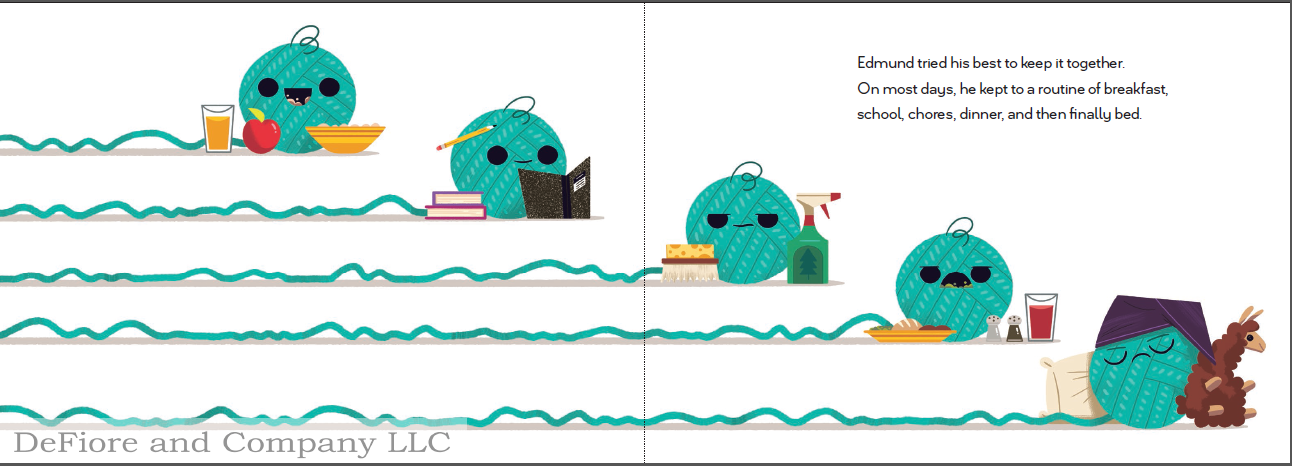 Edmund tried his best to keep it together.
On most days, he kept to a routine of breakfast,
school, chores, dinner, and then finally bed.
DeFiore and Company LLC